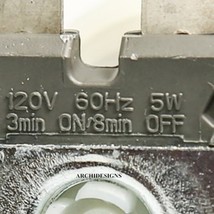 120V 60Hz 5W
3min ON/8min OFF
ARCHIDESIGNS